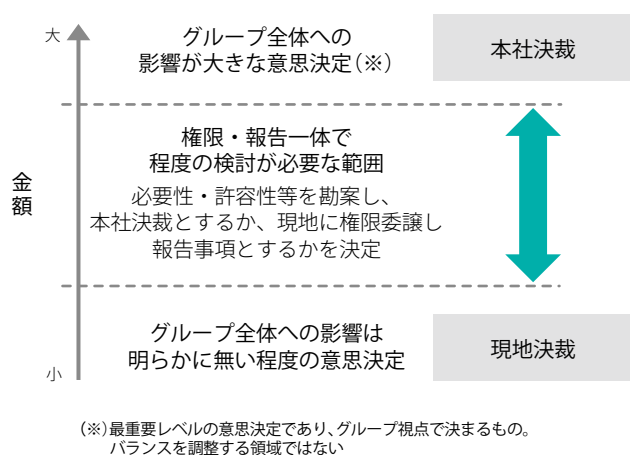 大
グループ全体への
影響が大きな意思決定(※)
本社決裁
権限・報告一体で
程度の検討が必要な範囲
必要性・許容性等を勘案し、
本社決裁とするか、現地に権限委譲し
報告事項とするかを決定
金額
グループ全体への影響は
明らかに無い程度の意思決定
現地決裁
小
(※)最重要レベルの意思決定であり、グループ視点で決まるもの。
バランスを調整する領域ではない